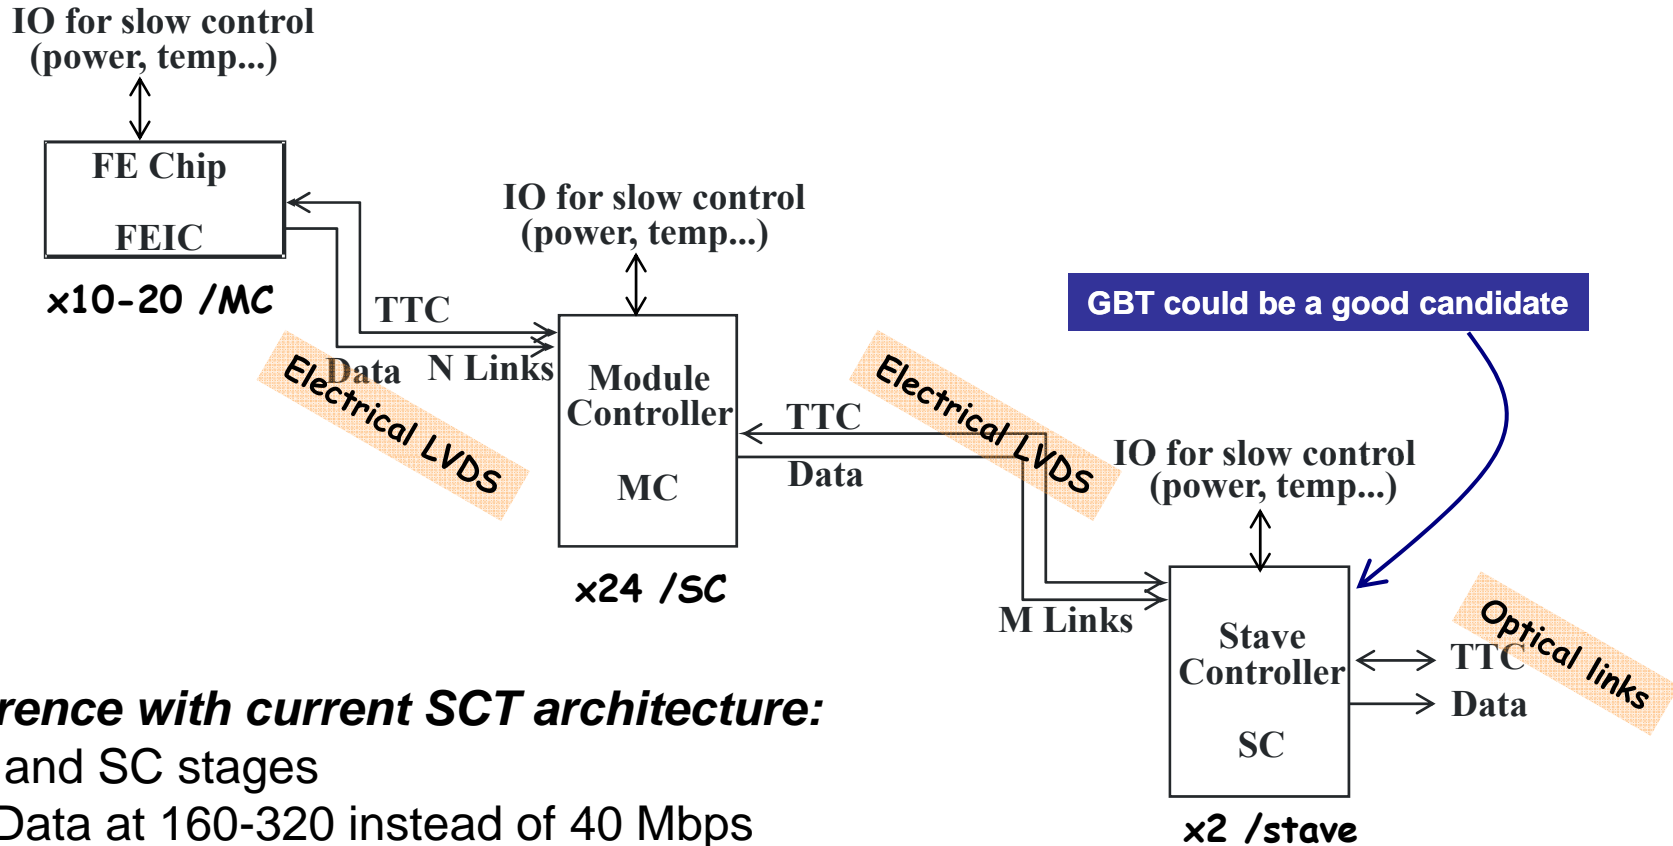 IO for slow control
(power, temp...)
FE Chip
FEIC
x10-20 /MC
TTC
Data
N Links
Electrical LVDS
IO for slow control
(power, temp...)
Module
Controller
MC
x24 /SC
TTC
Data
Electrical LVDS
M Links
GBT could be a good candidate
IO for slow control
(power, temp...)
Stave
Controller
SC
x2 /stave
TTC
Data
Optical links
rence with current SCT architecture:
and SC stages
Data at 160-320 instead of 40 Mbps